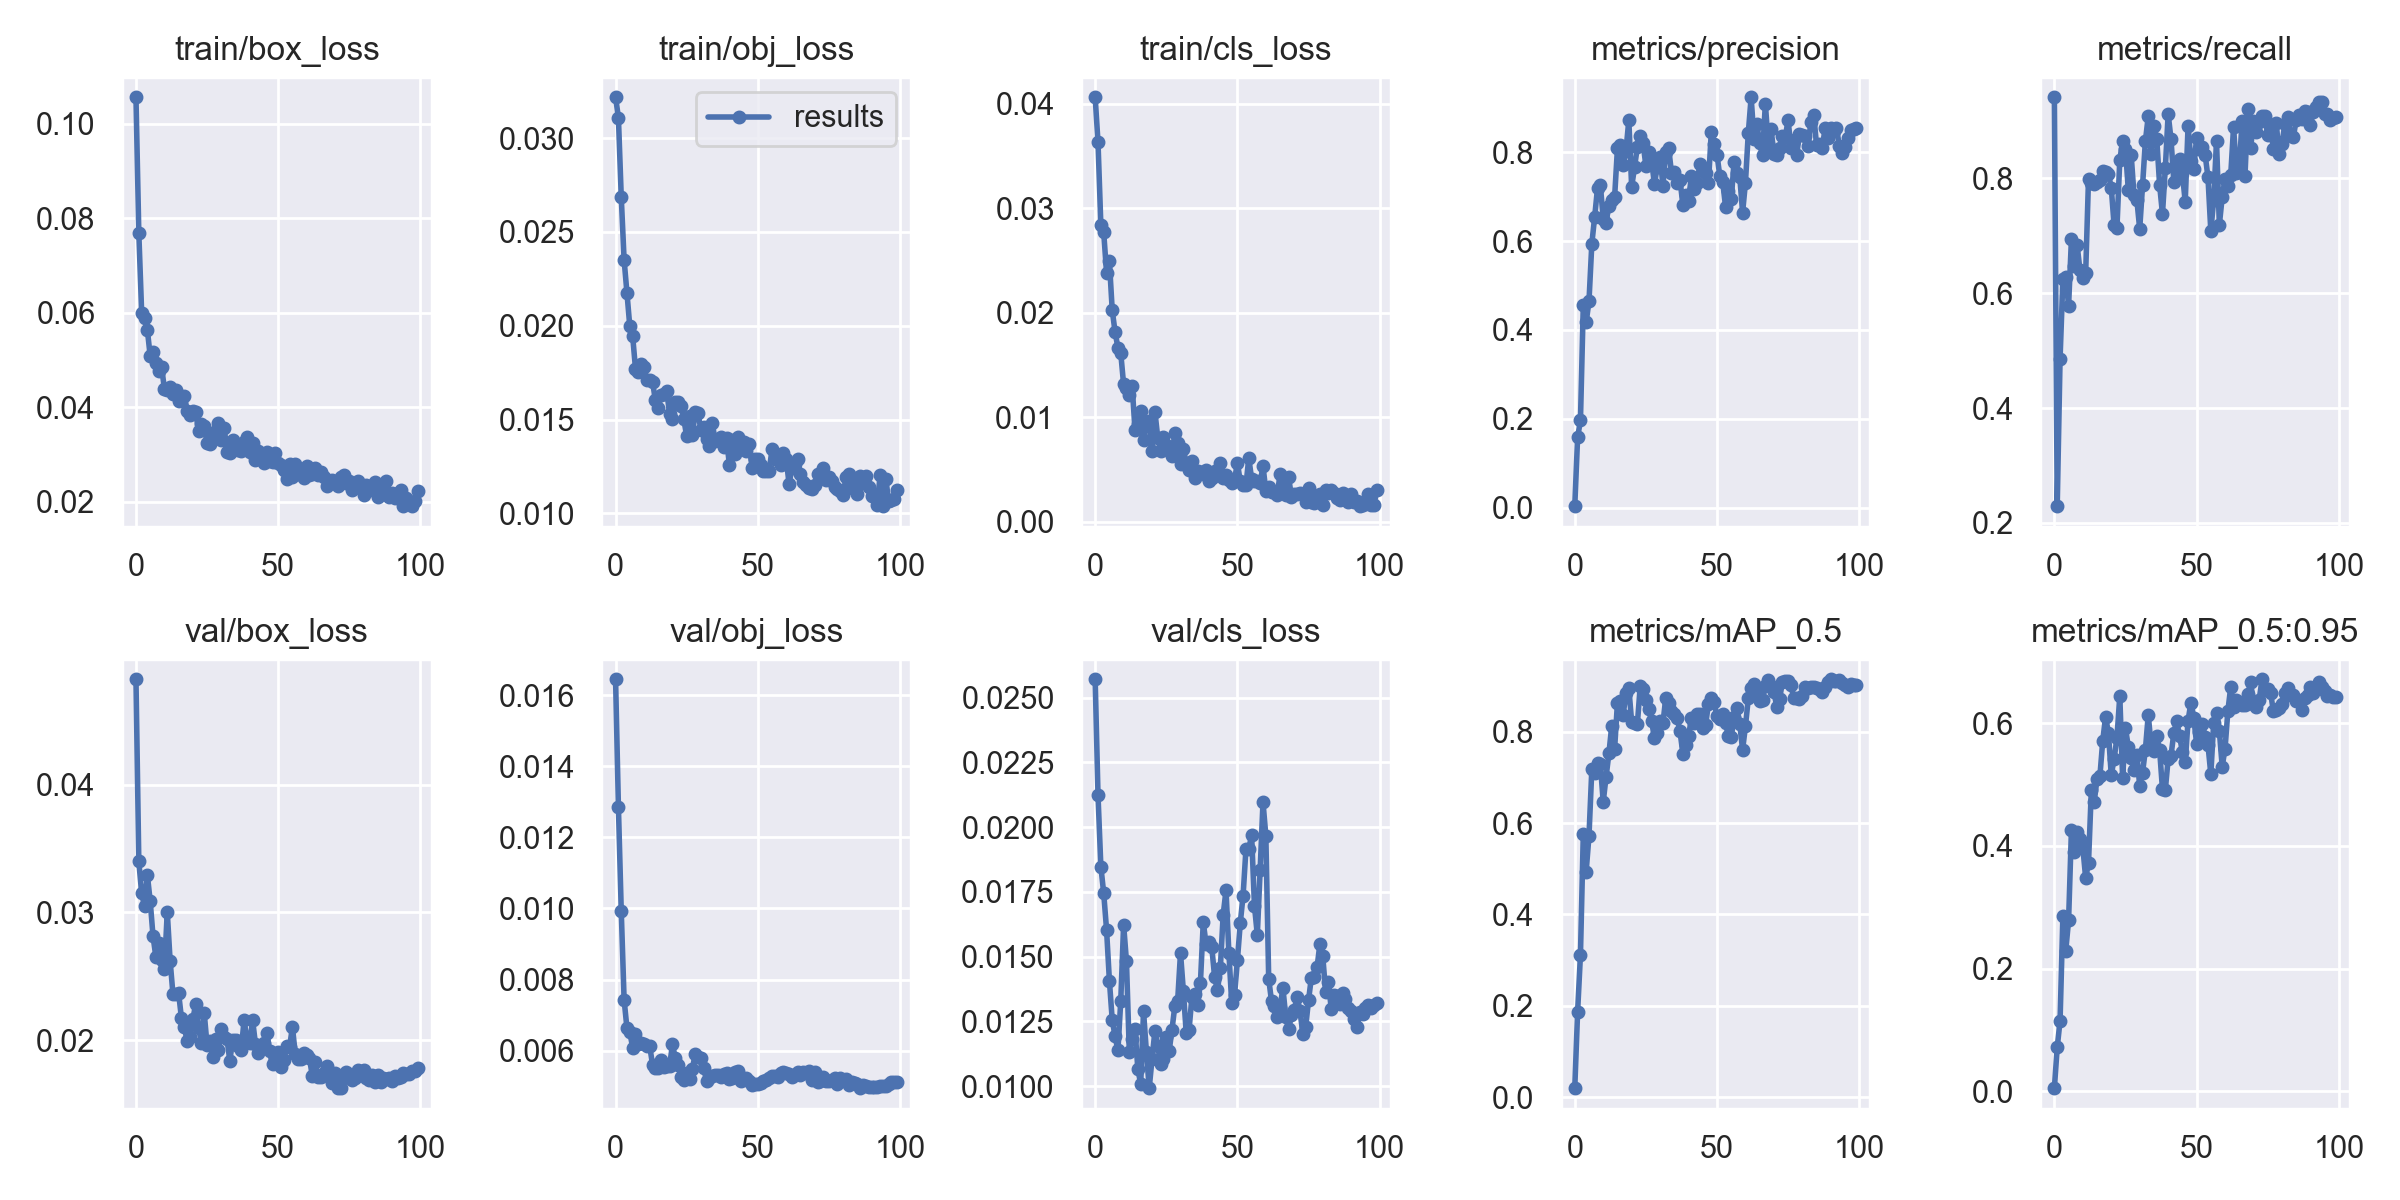 train/box_loss
0.10
0.08
0.06
0.04
0.02
0 50 100
train/obj_loss
results
0.030
0.025
0.020
0.015
0.010
0 50 100
train/cls_loss
0.04
0.03
0.02
0.01
0.00
0 50 100
metrics/precision
0.8
0.6
0.4
0.2
0.0
0 50 100
metrics/recall
0.8
0.6
0.4
0.2
0 50 100
val/box_loss
0.04
0.03
0.02
0 50 100
val/obj_loss
0.016
0.014
0.012
0.010
0.008
0.006
0 50 100
val/cls_loss
0.0250
0.0225
0.0200
0.0175
0.0150
0.0125
0.0100
0 50 100
metrics/mAP_0.5
0.8
0.6
0.4
0.2
0.0
0 50 100
metrics/mAP_0.5:0.95
0.6
0.4
0.2
0.0
0 50 100